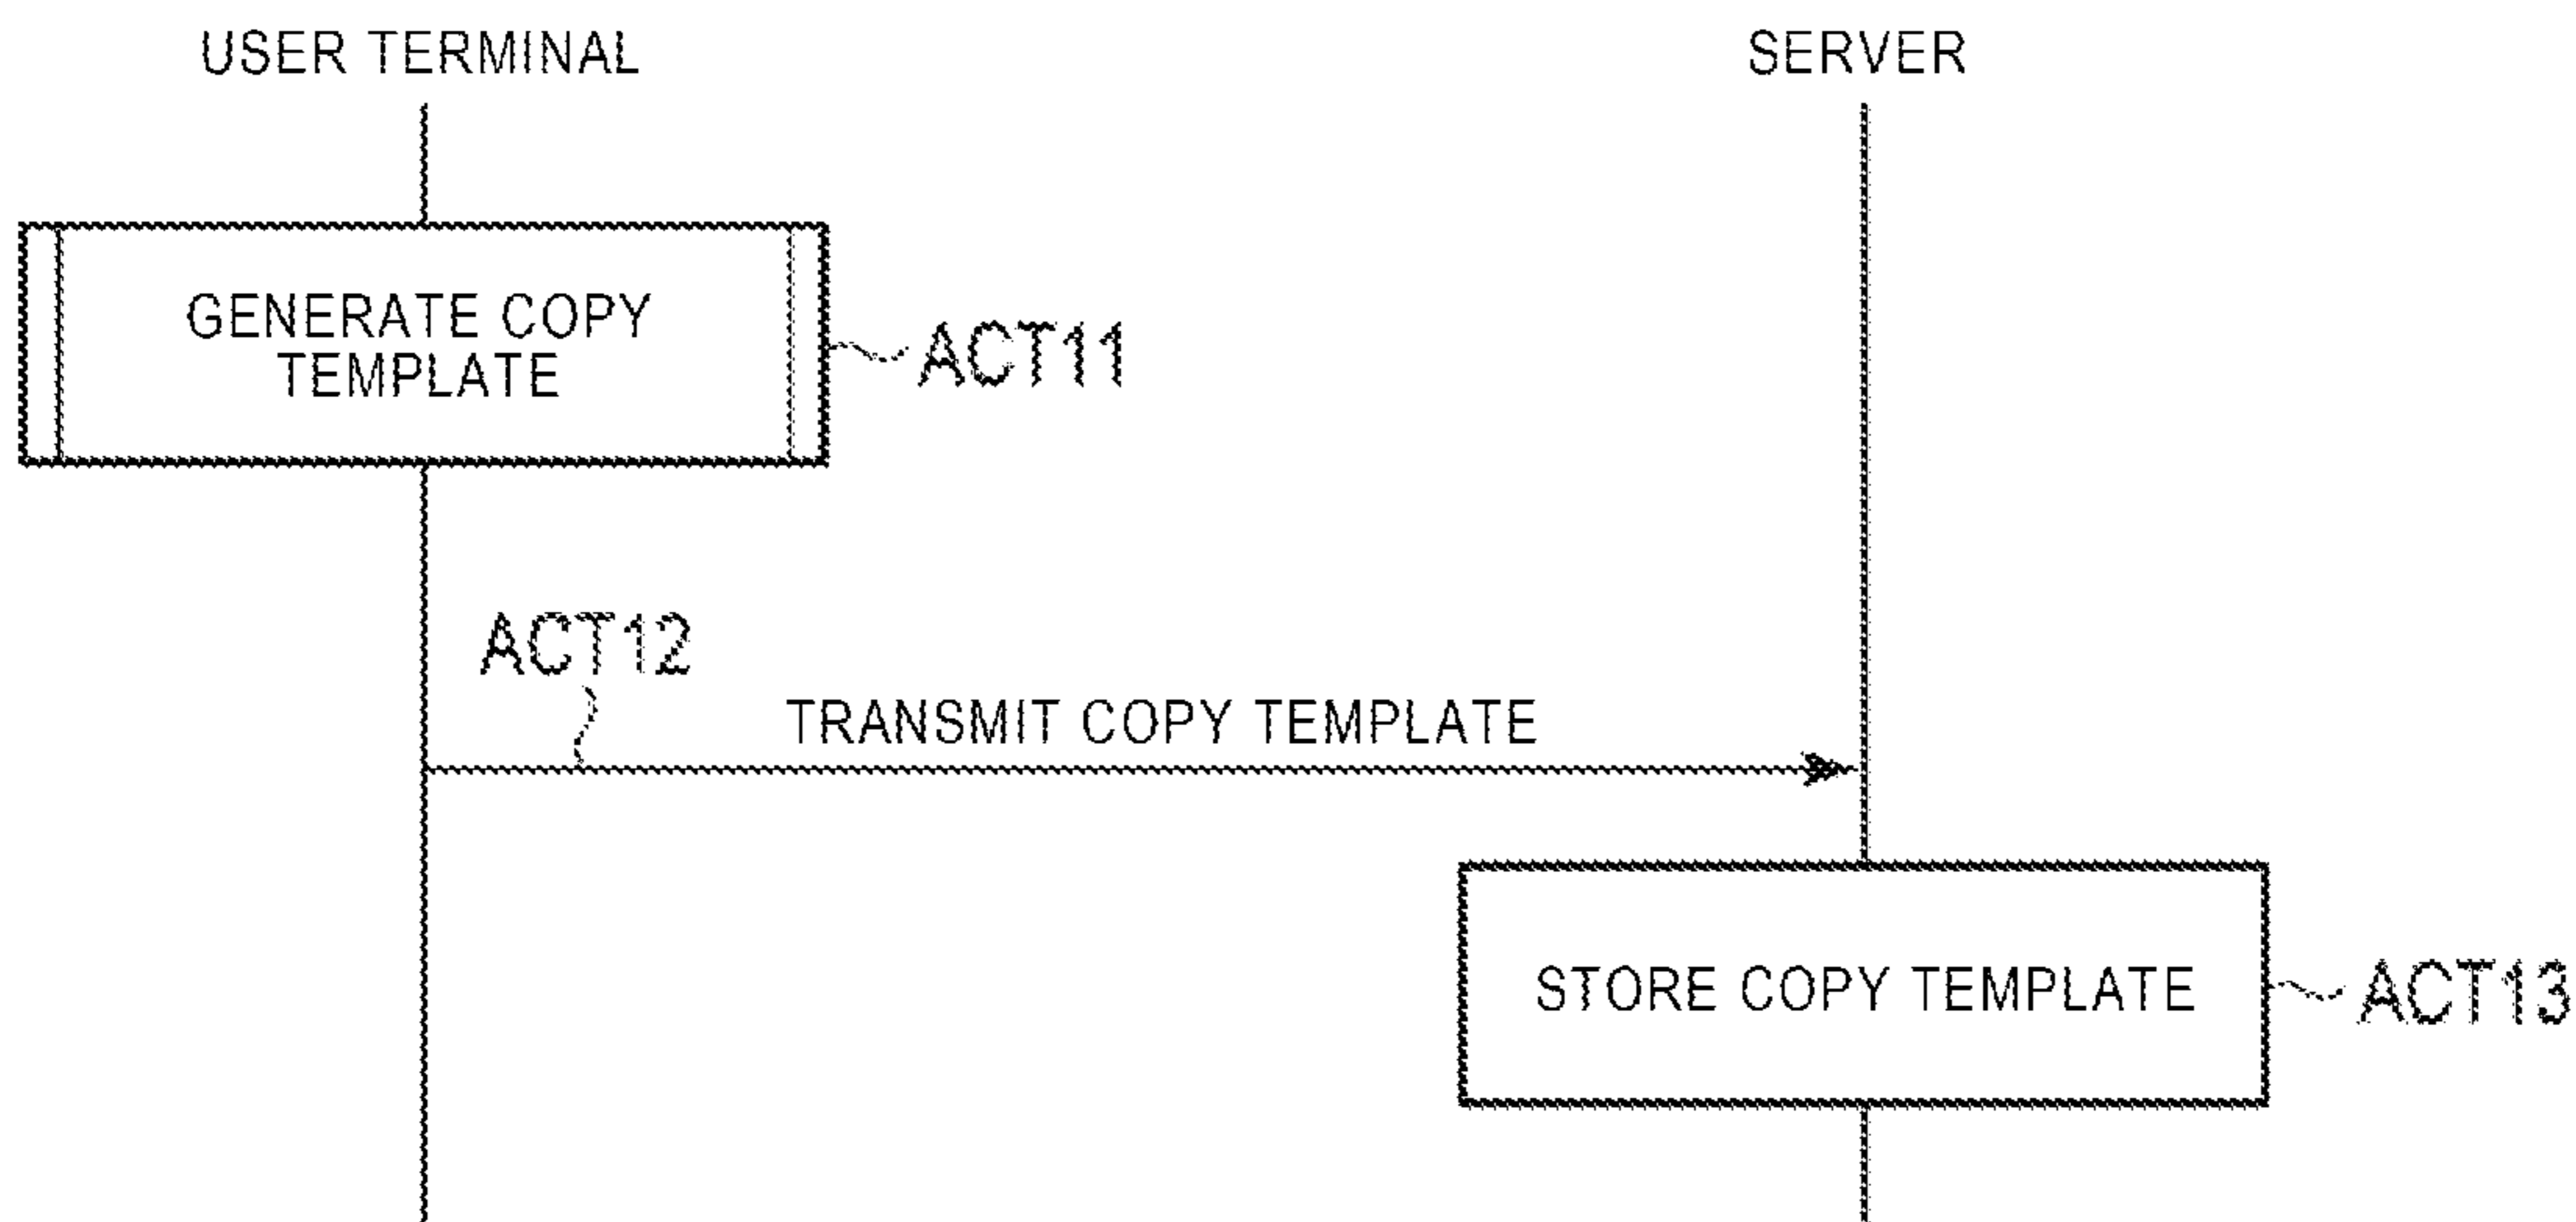 USER TERMINAL
SERVER
GENERATE COPY
TEMPLATE
ACT11
ACT12
TRANSMIT COPY TEMPLATE
STORE COPY TEMPLATE
ACT13